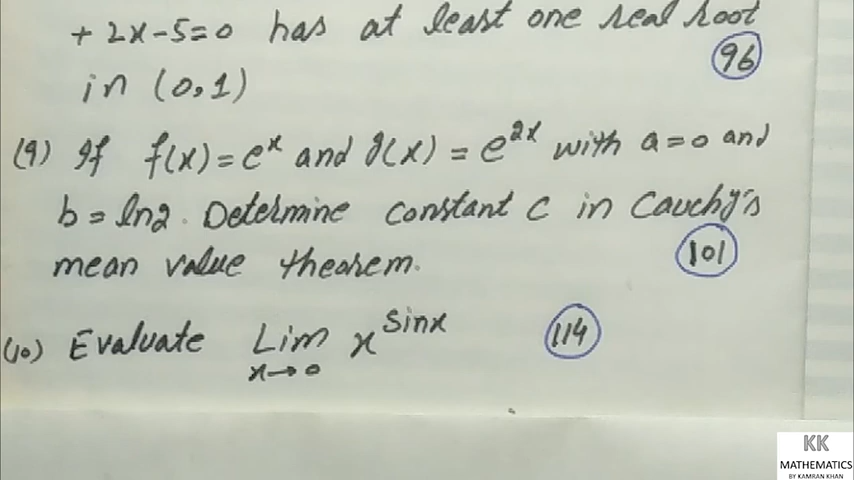 + 2x - 5 = 0 has at least one real root
96
in (0,1)
(9) If f(x) = e^x and g(x) = e^{2x} with a = 0 and
b = ln2. Determine constant c in Cauchy's
mean value theorem.
101
(10) Evaluate Lim x→0 x^{Sinx}
114
KK
MATHEMATICS
BY KAMRAN KHAN